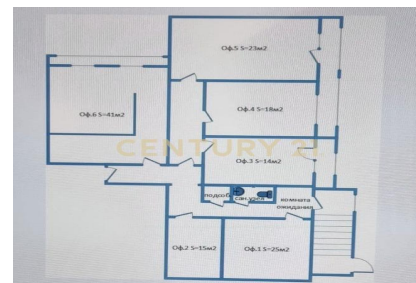 Оф.5 S=23м2
Оф.6 S=41м2
Оф.4 S=18м2
CENTURY 21
Оф.3 S=14м2
подсоб
сан.узел
комната
ожидания
Оф.2 S=15м2
Оф.1 S=25м2